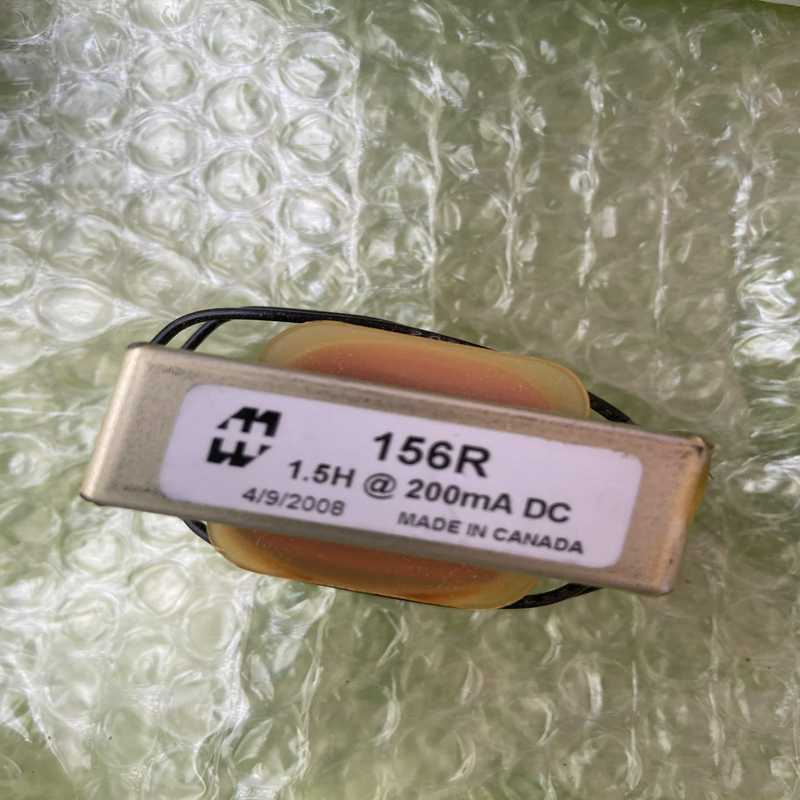 156R
1.5H @ 200mA DC
4/9/2008 MADE IN CANADA